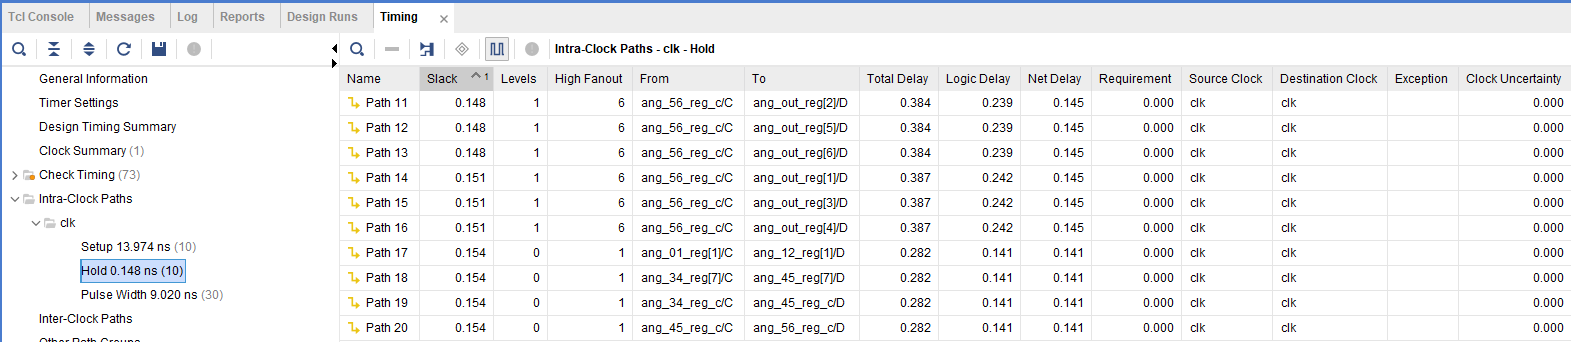 Tcl Console Messages Log Reports Design Runs Timing
Intra-Clock Paths - clk - Hold
General Information
Timer Settings
Design Timing Summary
Clock Summary (1)
Check Timing (73)
Intra-Clock Paths
clk
Setup 13.974 ns (10)
Hold 0.148 ns (10)
Pulse Width 9.020 ns (30)
Inter-Clock Paths
Other Path Groups
Name Slack 1 Levels High Fanout From To Total Delay Logic Delay Net Delay Requirement Source Clock Destination Clock Exception Clock Uncertainty
Path 11 0.148 1 6 ang_56_reg_c/C ang_out_reg[2]/D 0.384 0.239 0.145 0.000 clk clk 0.000
Path 12 0.148 1 6 ang_56_reg_c/C ang_out_reg[5]/D 0.384 0.239 0.145 0.000 clk clk 0.000
Path 13 0.148 1 6 ang_56_reg_c/C ang_out_reg[6]/D 0.384 0.239 0.145 0.000 clk clk 0.000
Path 14 0.151 1 6 ang_56_reg_c/C ang_out_reg[1]/D 0.387 0.242 0.145 0.000 clk clk 0.000
Path 15 0.151 1 6 ang_56_reg_c/C ang_out_reg[3]/D 0.387 0.242 0.145 0.000 clk clk 0.000
Path 16 0.151 1 6 ang_56_reg_c/C ang_out_reg[4]/D 0.387 0.242 0.145 0.000 clk clk 0.000
Path 17 0.154 0 1 ang_01_reg[1]/C ang_12_reg[1]/D 0.282 0.141 0.141 0.000 clk clk 0.000
Path 18 0.154 0 1 ang_34_reg[7]/C ang_45_reg[7]/D 0.282 0.141 0.141 0.000 clk clk 0.000
Path 19 0.154 0 1 ang_34_reg_c/C ang_45_reg_c/D 0.282 0.141 0.141 0.000 clk clk 0.000
Path 20 0.154 0 1 ang_45_reg_c/C ang_56_reg_c/D 0.282 0.141 0.141 0.000 clk clk 0.000